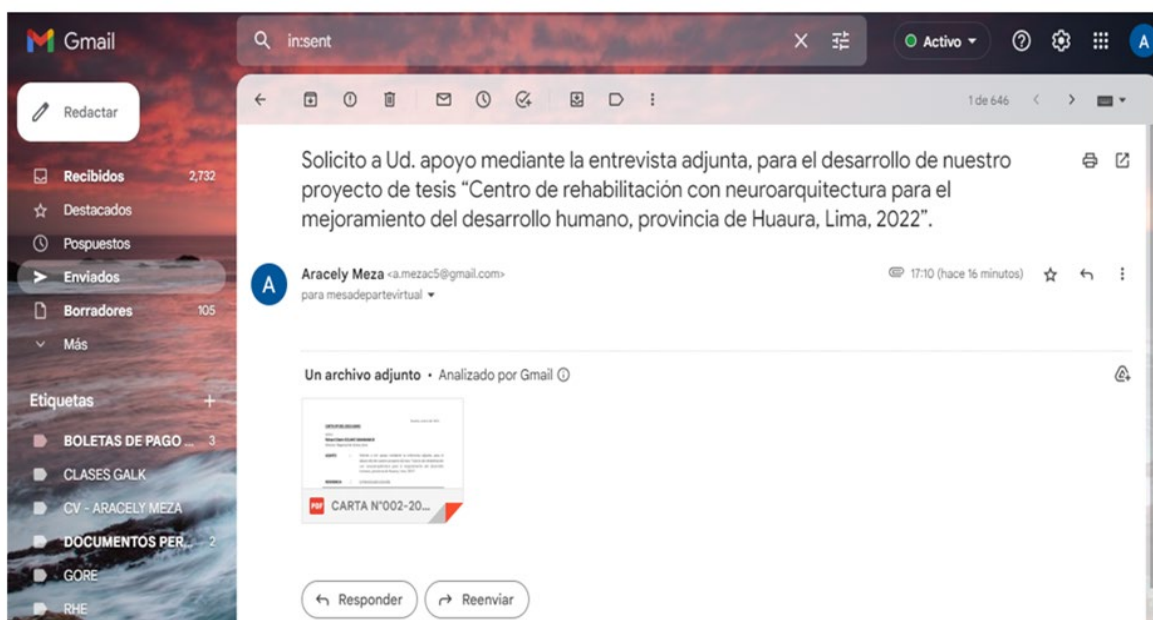 Gmail
in:sent
Activo
A
Redactar
1 de 646
Recibidos 2,732
Destacados
Pospuestos
Enviados
Borradores 105
Más
Etiquetas
BOLETAS DE PAGO ... 3
CLASES GALK
CV - ARACELY MEZA
DOCUMENTOS PER... 2
GORE
RHE
Solicito a Ud. apoyo mediante la entrevista adjunta, para el desarrollo de nuestro
proyecto de tesis “Centro de rehabilitación con neuroarquitectura para el
mejoramiento del desarrollo humano, provincia de Huaura, Lima, 2022”.
A
Aracely Meza <a.mezac5@gmail.com>
17:10 (hace 16 minutos)
para mesadepartevirtual
Un archivo adjunto • Analizado por Gmail
PDF CARTA N°002-20...
Responder
Reenviar